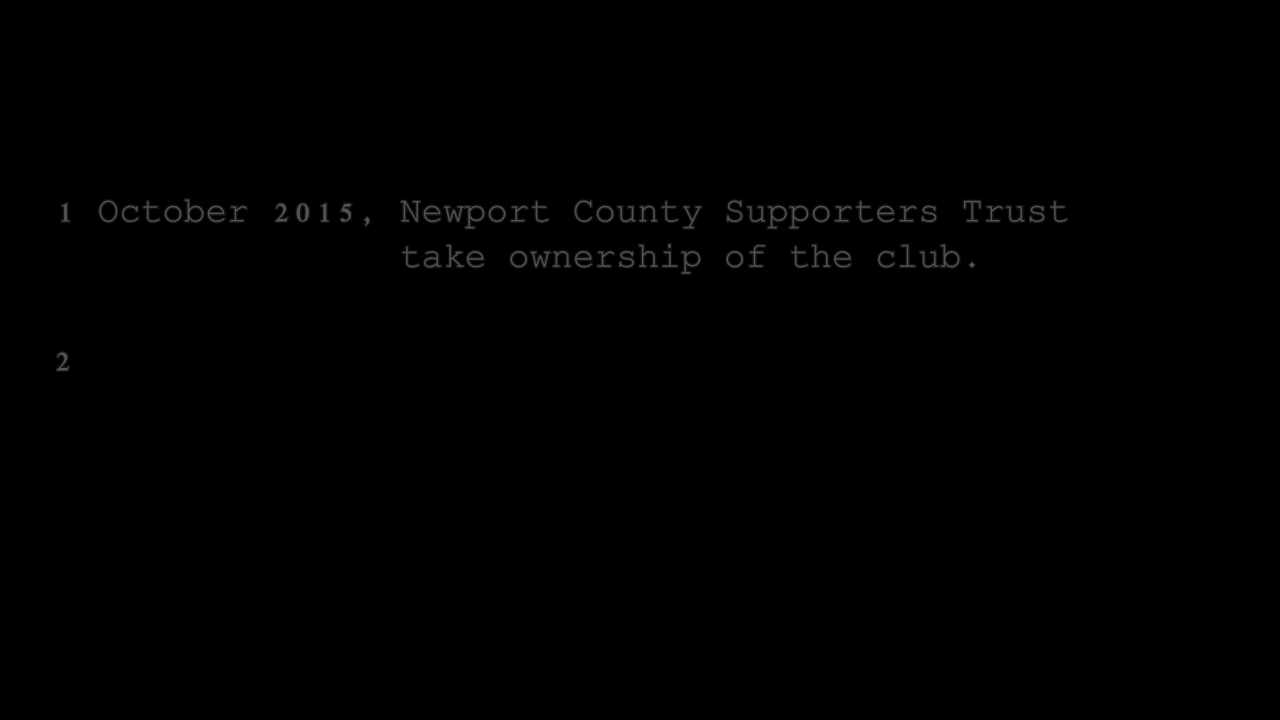 1 October 2015, Newport County Supporters Trust
take ownership of the club.
2